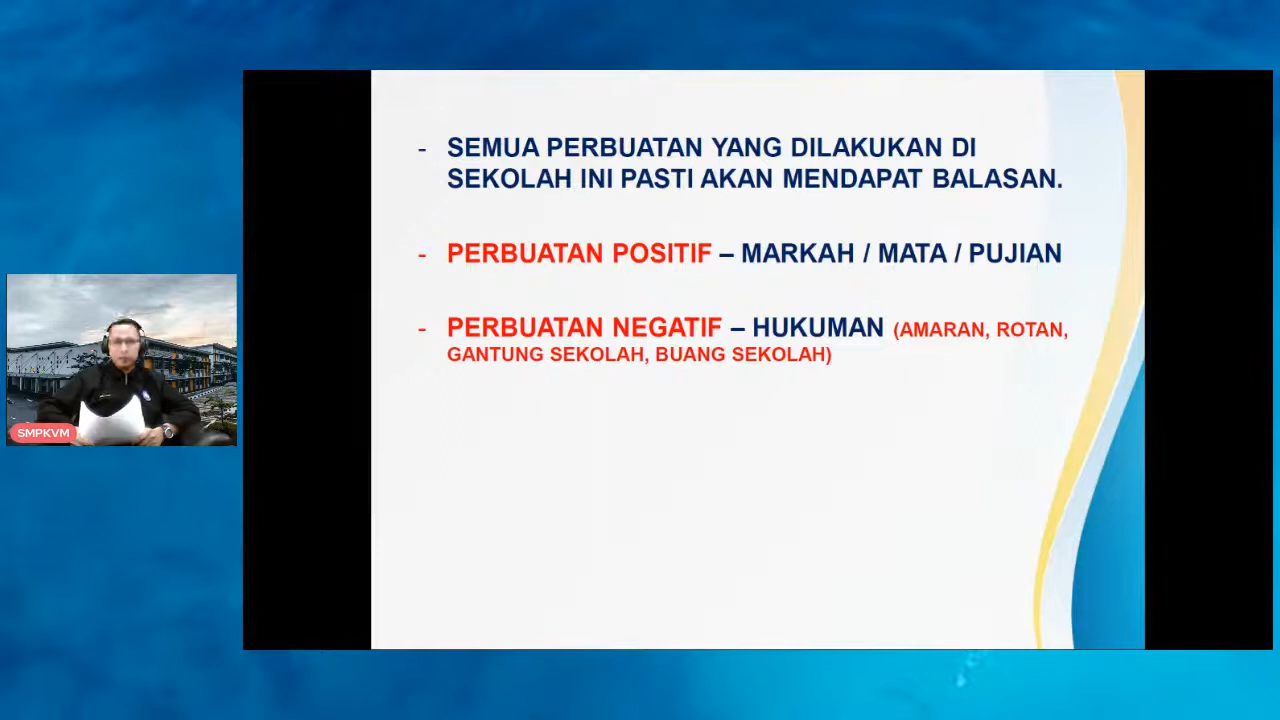 - SEMUA PERBUATAN YANG DILAKUKAN DI
SEKOLAH INI PASTI AKAN MENDAPAT BALASAN.
- PERBUATAN POSITIF – MARKAH / MATA / PUJIAN
- PERBUATAN NEGATIF – HUKUMAN (AMARAN, ROTAN,
GANTUNG SEKOLAH, BUANG SEKOLAH)
SMPKVM